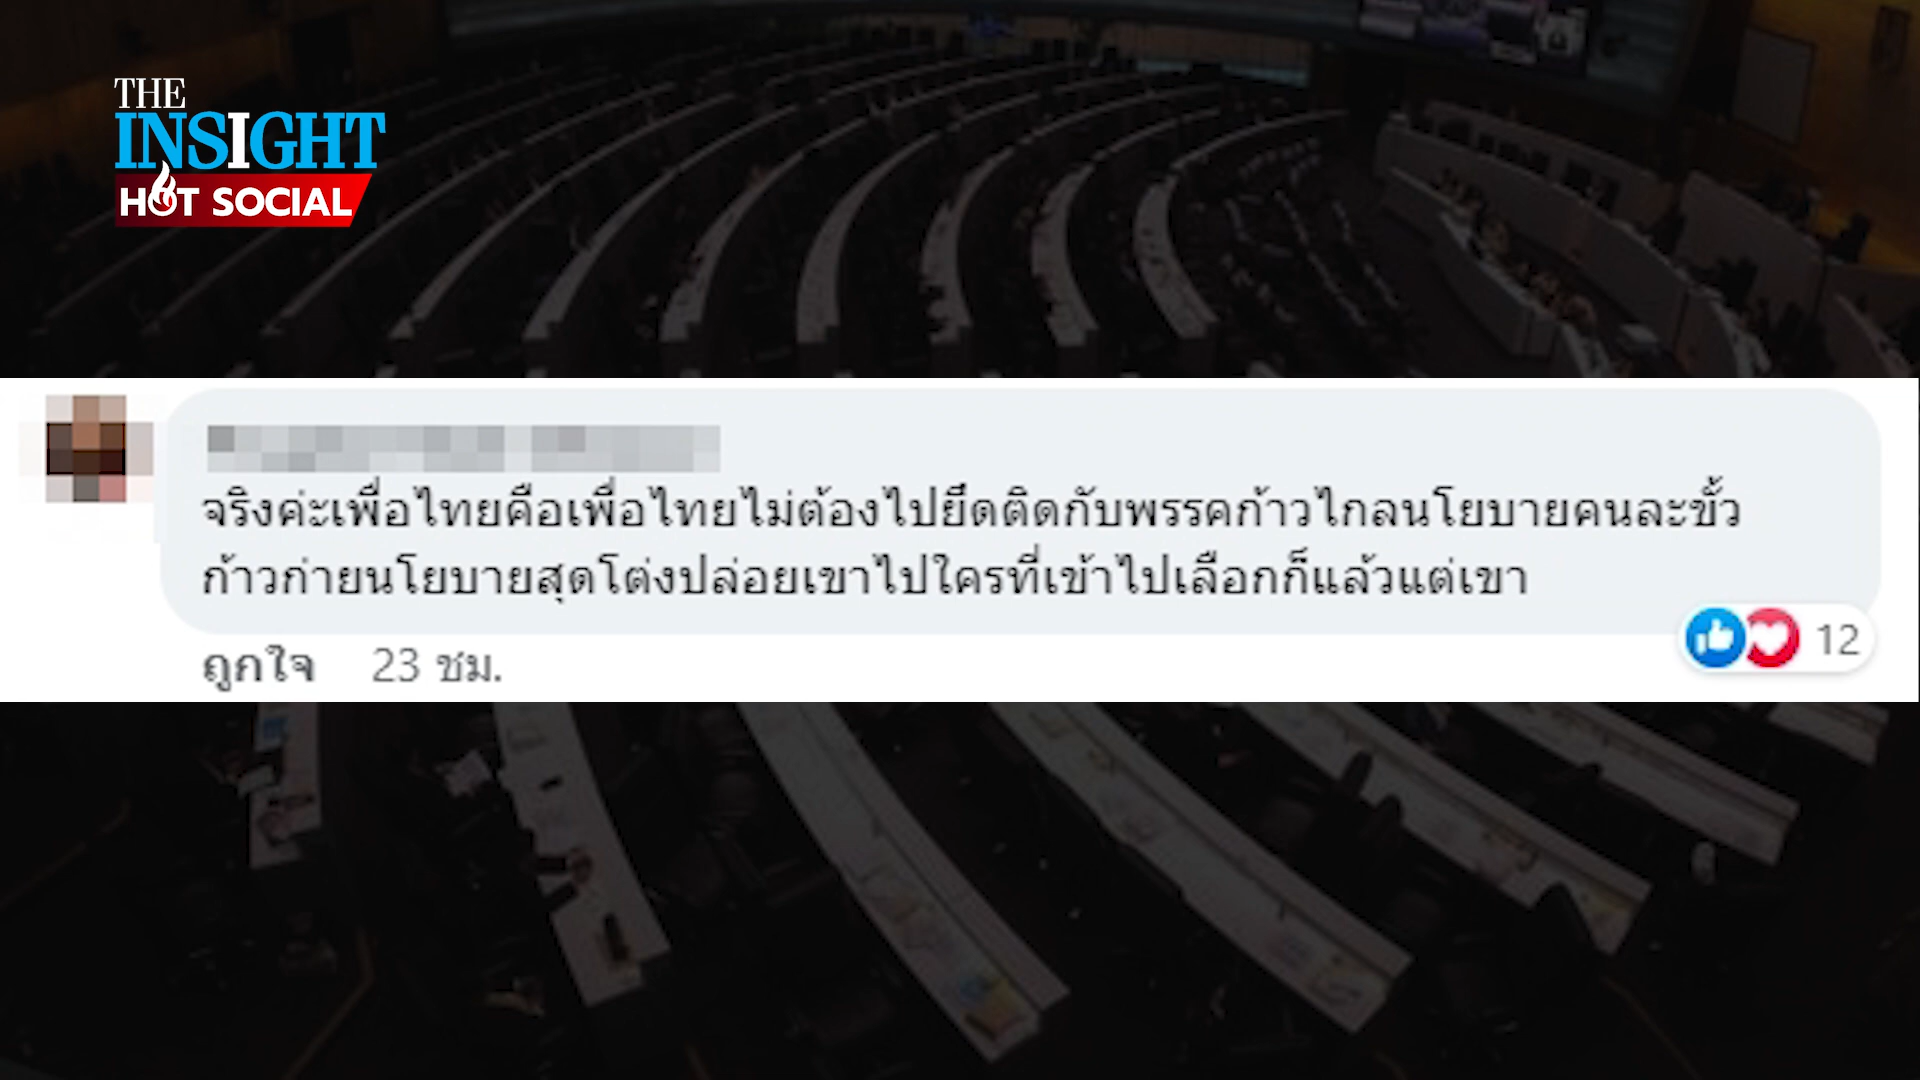 THE
INSIGHT
HOT SOCIAL
จริงค่ะเพื่อไทยคือเพื่อไทยไม่ต้องไปยึดติดกับพรรคก้าวไกลนโยบายคนละขั้ว
ก้าวก่ายนโยบายสุดโต่งปล่อยเขาไปใครที่เข้าไปเลือกก็แล้วแต่เขา
12
ถูกใจ 23 ชม.